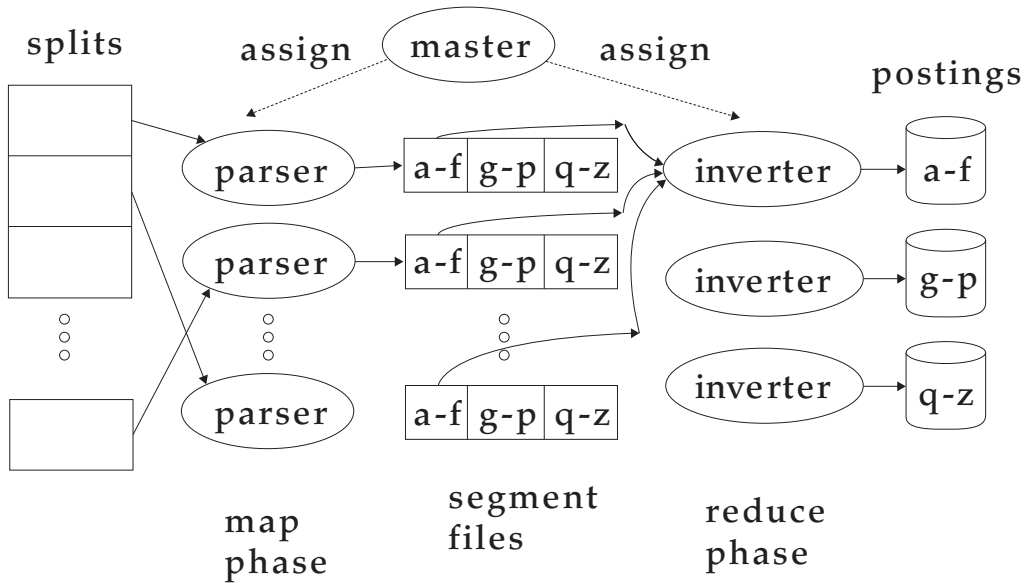 splits
assign
master
assign
postings
parser
a-f g-p q-z
inverter
a-f
parser
a-f g-p q-z
inverter
g-p
parser
a-f g-p q-z
inverter
q-z
map
phase
segment
files
reduce
phase